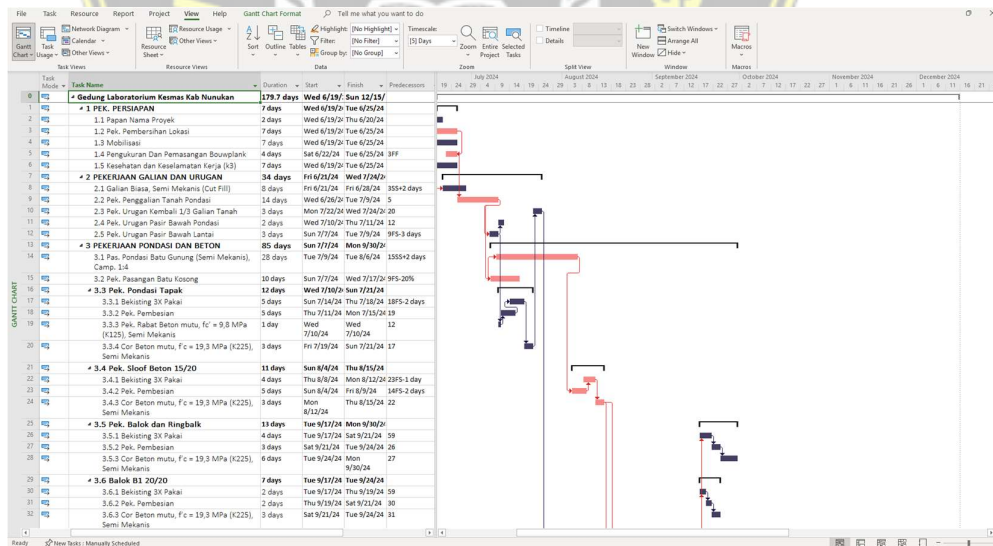 File Task Resource Report Project View Help Gantt Chart Format Tell me what you want to do
Network Diagram Resource Usage Highlight: [No Highlight] Timescale: Timeline Switch Windows
Gantt Chart Task Usage Calendar Resource Sheet Other Views Sort Outline Tables Filter: [No Filter] [5] Days Zoom Entire Project Selected Tasks Details New Window Arrange All Macros
Other Views Group by: [No Group] Hide
Task Views Resource Views Data Zoom Split View Window Macros
July 2024 August 2024 September 2024 October 2024 November 2024 December 2024
Task Mode Task Name Duration Start Finish Predecessors
0 Gedung Laboratorium Kesmas Kab Nunukan 179.7 days Wed 6/19/ Sun 12/15/
1 1 PEK. PERSIAPAN 7 days Wed 6/19/2 Tue 6/25/24
2 1.1 Papan Nama Proyek 2 days Wed 6/19/24 Thu 6/20/24
3 1.2 Pek. Pembersihan Lokasi 7 days Wed 6/19/24 Tue 6/25/24
4 1.3 Mobilisasi 7 days Wed 6/19/24 Tue 6/25/24
5 1.4 Pengukuran Dan Pemasangan Bouwplank 4 days Sat 6/22/24 Tue 6/25/24 3FF
6 1.5 Kesehatan dan Keselamatan Kerja (k3) 7 days Wed 6/19/24 Tue 6/25/24
7 2 PEKERJAAN GALIAN DAN URUGAN 34 days Fri 6/21/24 Wed 7/24/2
8 2.1 Galian Biasa, Semi Mekanis (Cut Fill) 8 days Fri 6/21/24 Fri 6/28/24 3SS+2 days
9 2.2 Pek. Penggalian Tanah Pondasi 14 days Wed 6/26/24 Tue 7/9/24 5
10 2.3 Pek. Urugan Kembali 1/3 Galian Tanah 3 days Mon 7/22/24 Wed 7/24/24 20
11 2.4 Pek. Urugan Pasir Bawah Pondasi 2 days Wed 7/10/24 Thu 7/11/24 12
12 2.5 Pek. Urugan Pasir Bawah Lantai 3 days Sun 7/7/24 Tue 7/9/24 9FS-3 days
13 3 PEKERJAAN PONDASI DAN BETON 85 days Sun 7/7/24 Mon 9/30/24
14 3.1 Pas. Pondasi Batu Gunung (Semi Mekanis), 28 days Tue 7/9/24 Tue 8/6/24 15SS+2 days
Camp. 1:4
15 3.2 Pek. Pasangan Batu Kosong 10 days Sun 7/7/24 Wed 7/17/24 9FS-20%
16 3.3 Pek. Pondasi Tapak 12 days Wed 7/10/2 Sun 7/21/24
17 3.3.1 Bekisting 3X Pakai 5 days Sun 7/14/24 Thu 7/18/24 18FS-2 days
18 3.3.2 Pek. Pembesian 5 days Thu 7/11/24 Mon 7/15/24 19
19 3.3.3 Pek. Rabat Beton mutu, fc' = 9,8 MPa 1 day Wed Wed 12
(K125), Semi Mekanis 7/10/24 7/10/24
20 3.3.4 Cor Beton mutu, f'c = 19,3 MPa (K225), 3 days Fri 7/19/24 Sun 7/21/24 17
Semi Mekanis
21 3.4 Pek. Sloof Beton 15/20 11 days Sun 8/4/24 Thu 8/15/24
22 3.4.1 Bekisting 3X Pakai 4 days Thu 8/8/24 Mon 8/12/24 23FS-1 day
23 3.4.2 Pek. Pembesian 5 days Sun 8/4/24 Fri 8/9/24 14FS-2 days
24 3.4.3 Cor Beton mutu, f'c = 19,3 MPa (K225), 3 days Mon Thu 8/15/24 22
Semi Mekanis 8/12/24
25 3.5 Pek. Balok dan Ringbalk 13 days Tue 9/17/24 Mon 9/30/24
26 3.5.1 Bekisting 3X Pakai 4 days Tue 9/17/24 Sat 9/21/24 59
27 3.5.2 Pek. Pembesian 3 days Sat 9/21/24 Tue 9/24/24 26
28 3.5.3 Cor Beton mutu, f'c = 19,3 MPa (K225), 6 days Tue 9/24/24 Mon 27
Semi Mekanis 9/30/24
29 3.6 Balok B1 20/20 7 days Tue 9/17/24 Tue 9/24/24
30 3.6.1 Bekisting 3X Pakai 2 days Tue 9/17/24 Thu 9/19/24 59
31 3.6.2 Pek. Pembesian 2 days Thu 9/19/24 Sat 9/21/24 30
32 3.6.3 Cor Beton mutu, f'c = 19,3 MPa (K225), 3 days Sat 9/21/24 Tue 9/24/24 31
Semi Mekanis
GANTT CHART
Ready New Tasks : Manually Scheduled